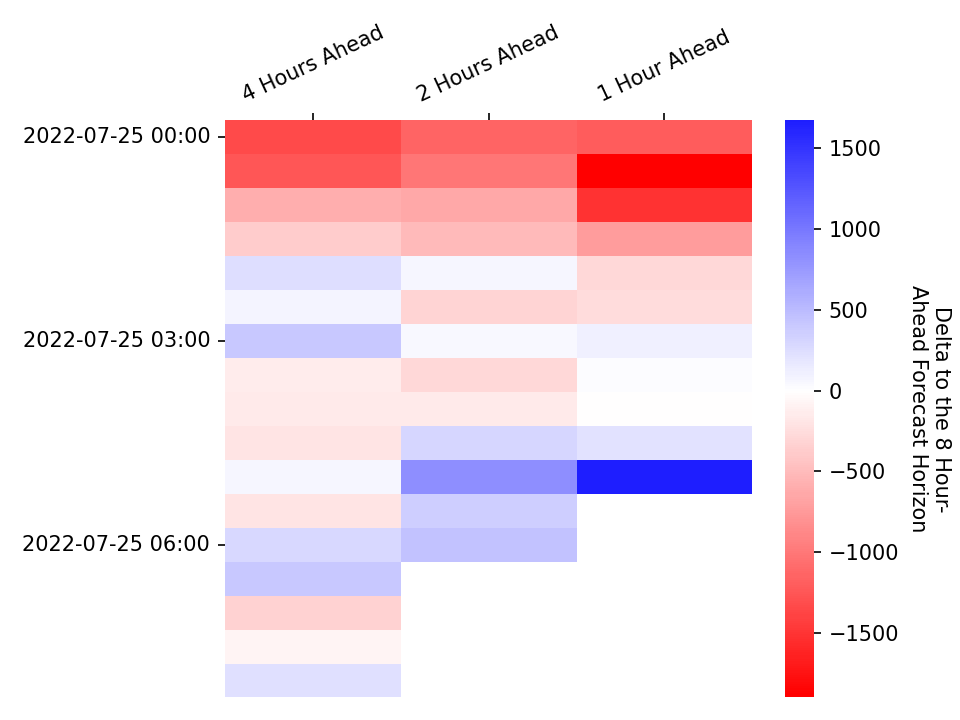 4 Hours Ahead
2 Hours Ahead
1 Hour Ahead
2022-07-25 00:00
2022-07-25 03:00
2022-07-25 06:00
1500
1000
500
0
−500
−1000
−1500
Delta to the 8 Hour-
Ahead Forecast Horizon